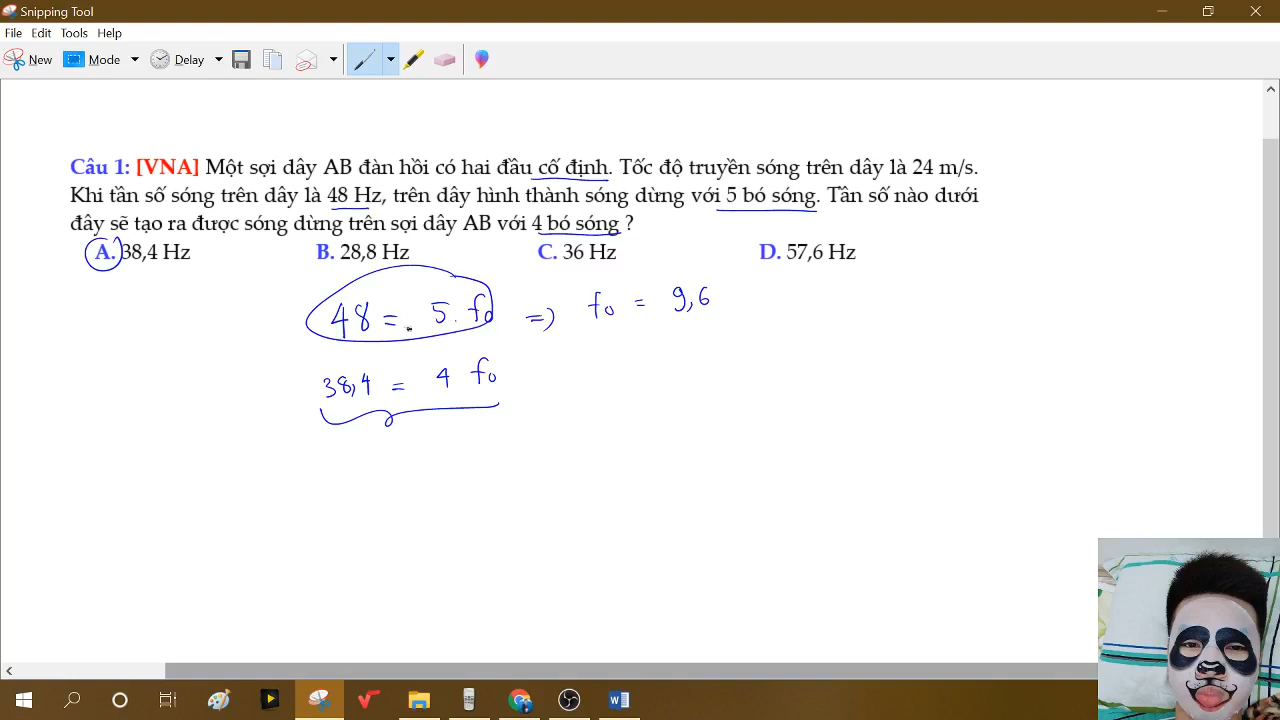 Snipping Tool
File Edit Tools Help
New Mode Delay
Câu 1: [VNA] Một sợi dây AB đàn hồi có hai đầu cố định. Tốc độ truyền sóng trên dây là 24 m/s.
Khi tần số sóng trên dây là 48 Hz, trên dây hình thành sóng dừng với 5 bó sóng. Tần số nào dưới
đây sẽ tạo ra được sóng dừng trên sợi dây AB với 4 bó sóng ?
A. 38,4 Hz B. 28,8 Hz C. 36 Hz D. 57,6 Hz
48 = 5. f₀ => f₀ = 9,6
38,4 = 4 f₀